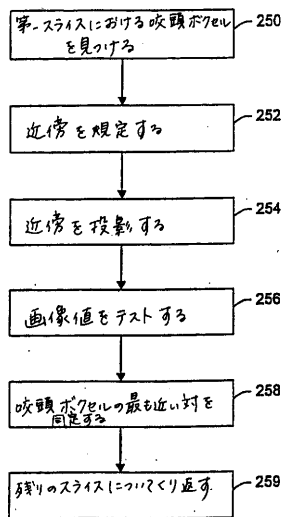 第一スライスにおける咬頭ボクセル
を見つける
250
近傍を規定する
252
近傍を投影する
254
画像値をテストする
256
咬頭ボクセルの最も近い対を
同定する
258
残りのスライスについてくり返す
259